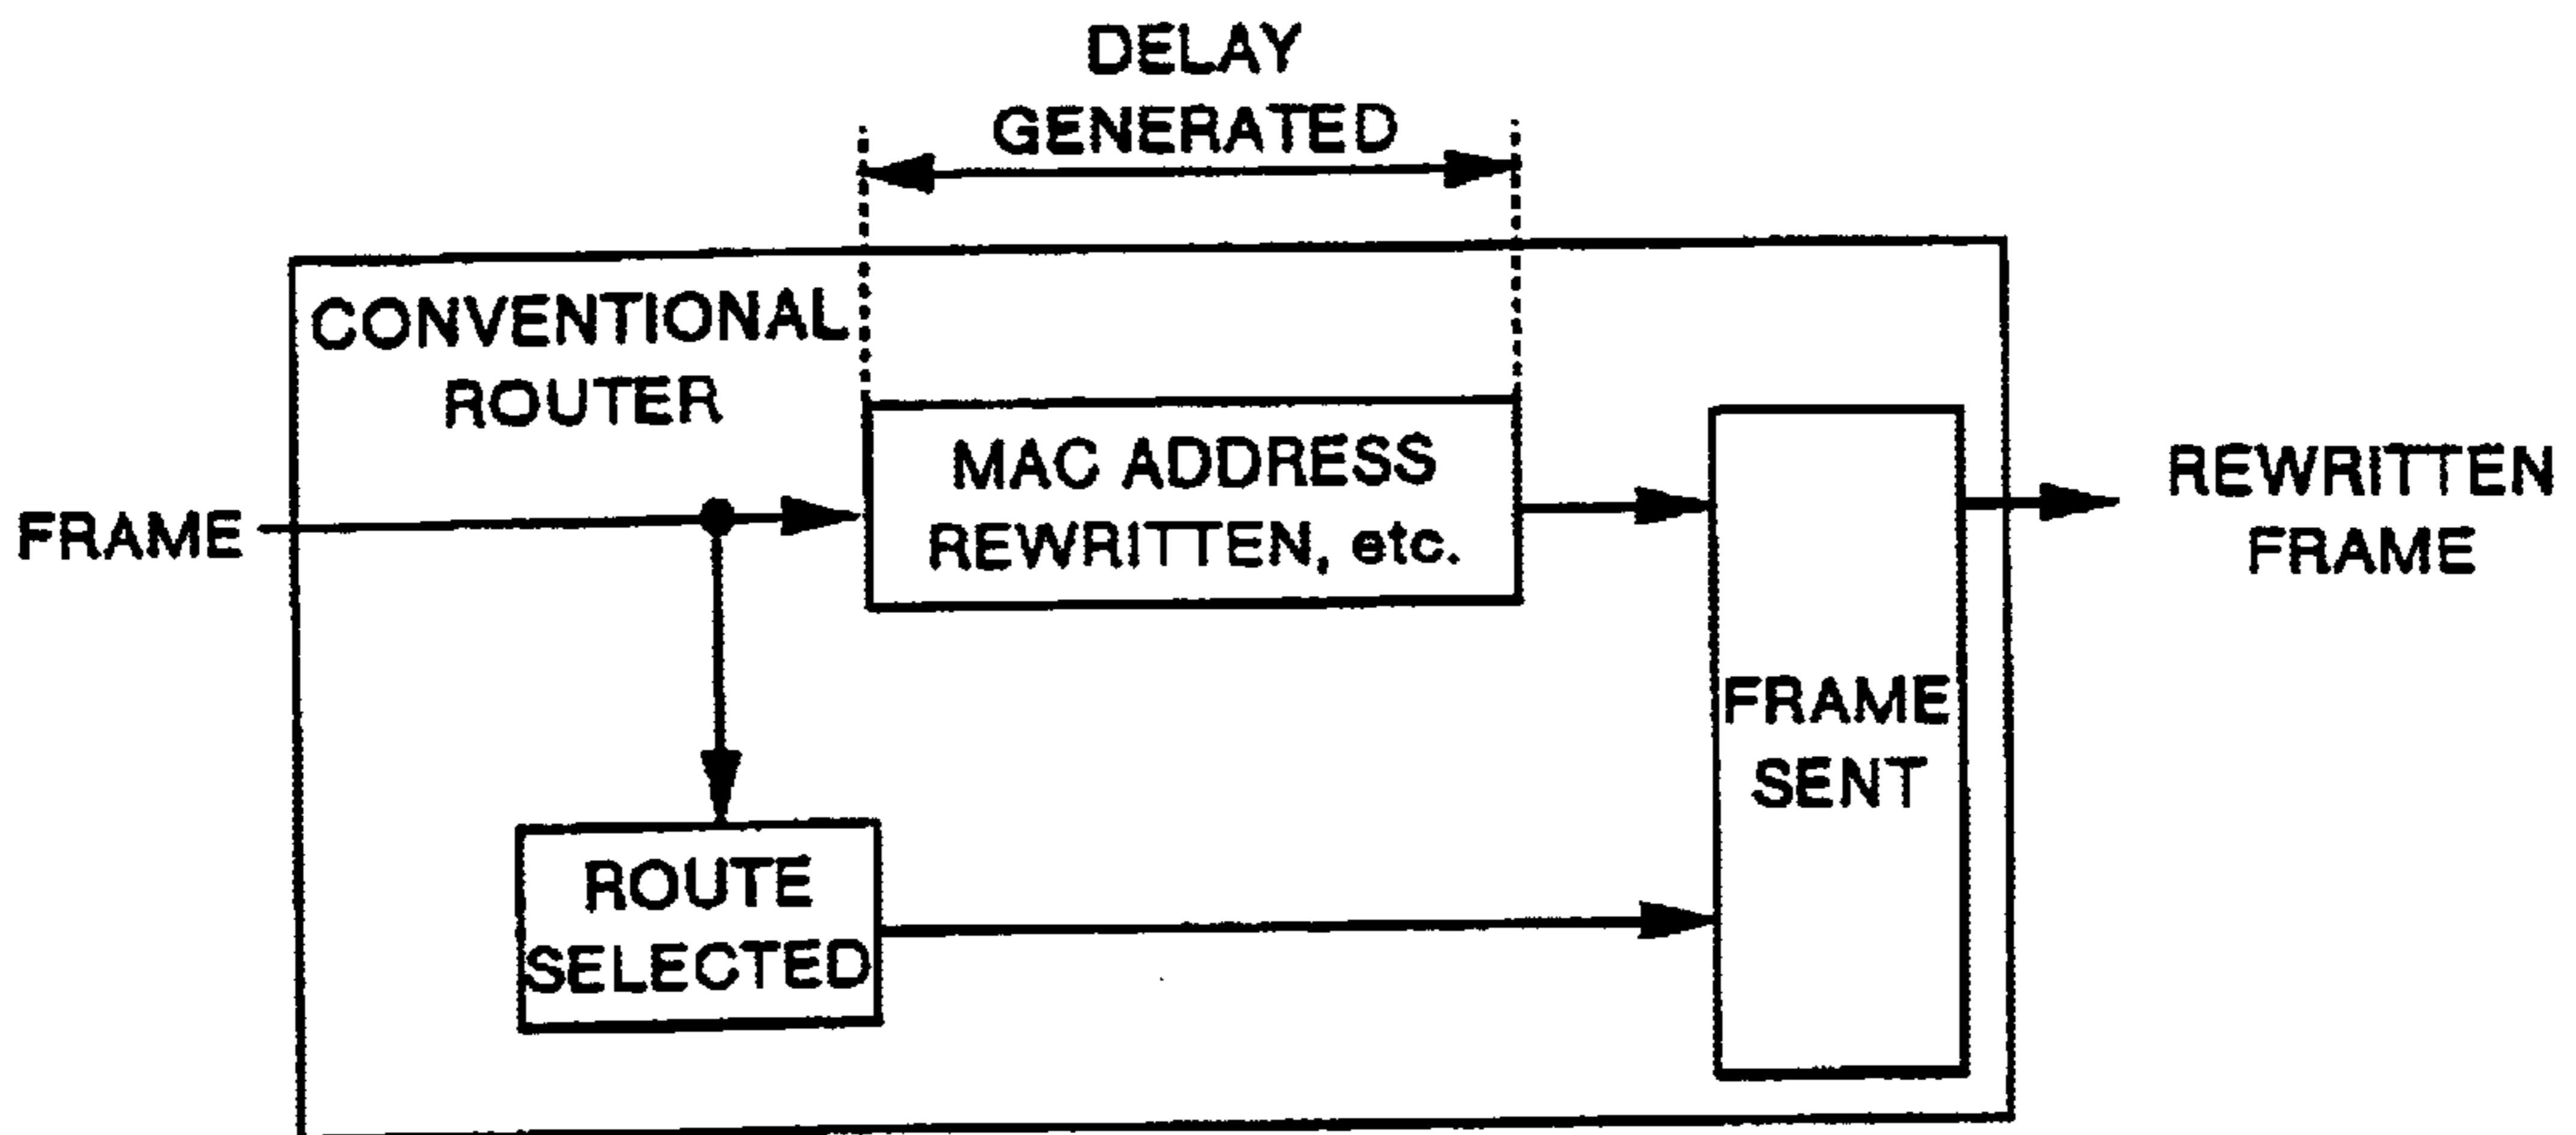 DELAY
GENERATED
CONVENTIONAL
ROUTER
FRAME
MAC ADDRESS
REWRITTEN, etc.
REWRITTEN
FRAME
FRAME
SENT
ROUTE
SELECTED